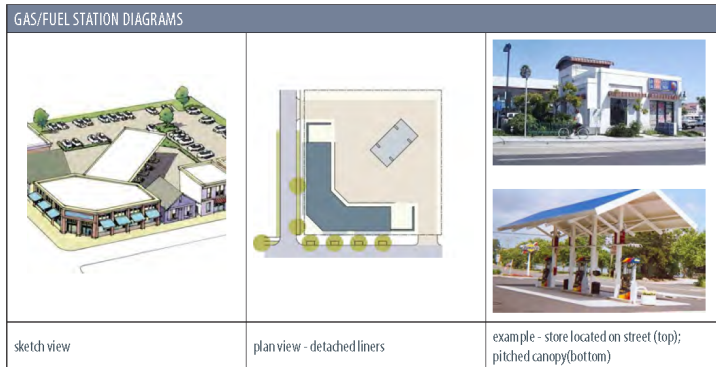 GAS/FUEL STATION DIAGRAMS
sketch view
plan view - detached liners
example - store located on street (top);
pitched canopy(bottom)